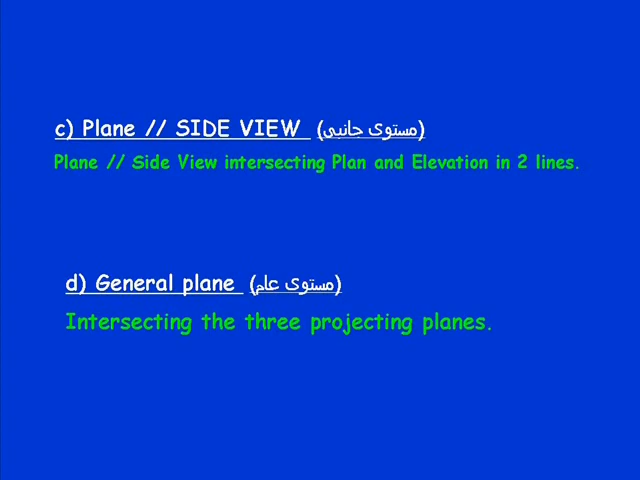 c) Plane // SIDE VIEW (مستوى جانبى)
Plane // Side View intersecting Plan and Elevation in 2 lines.
d) General plane (مستوى عام)
Intersecting the three projecting planes.